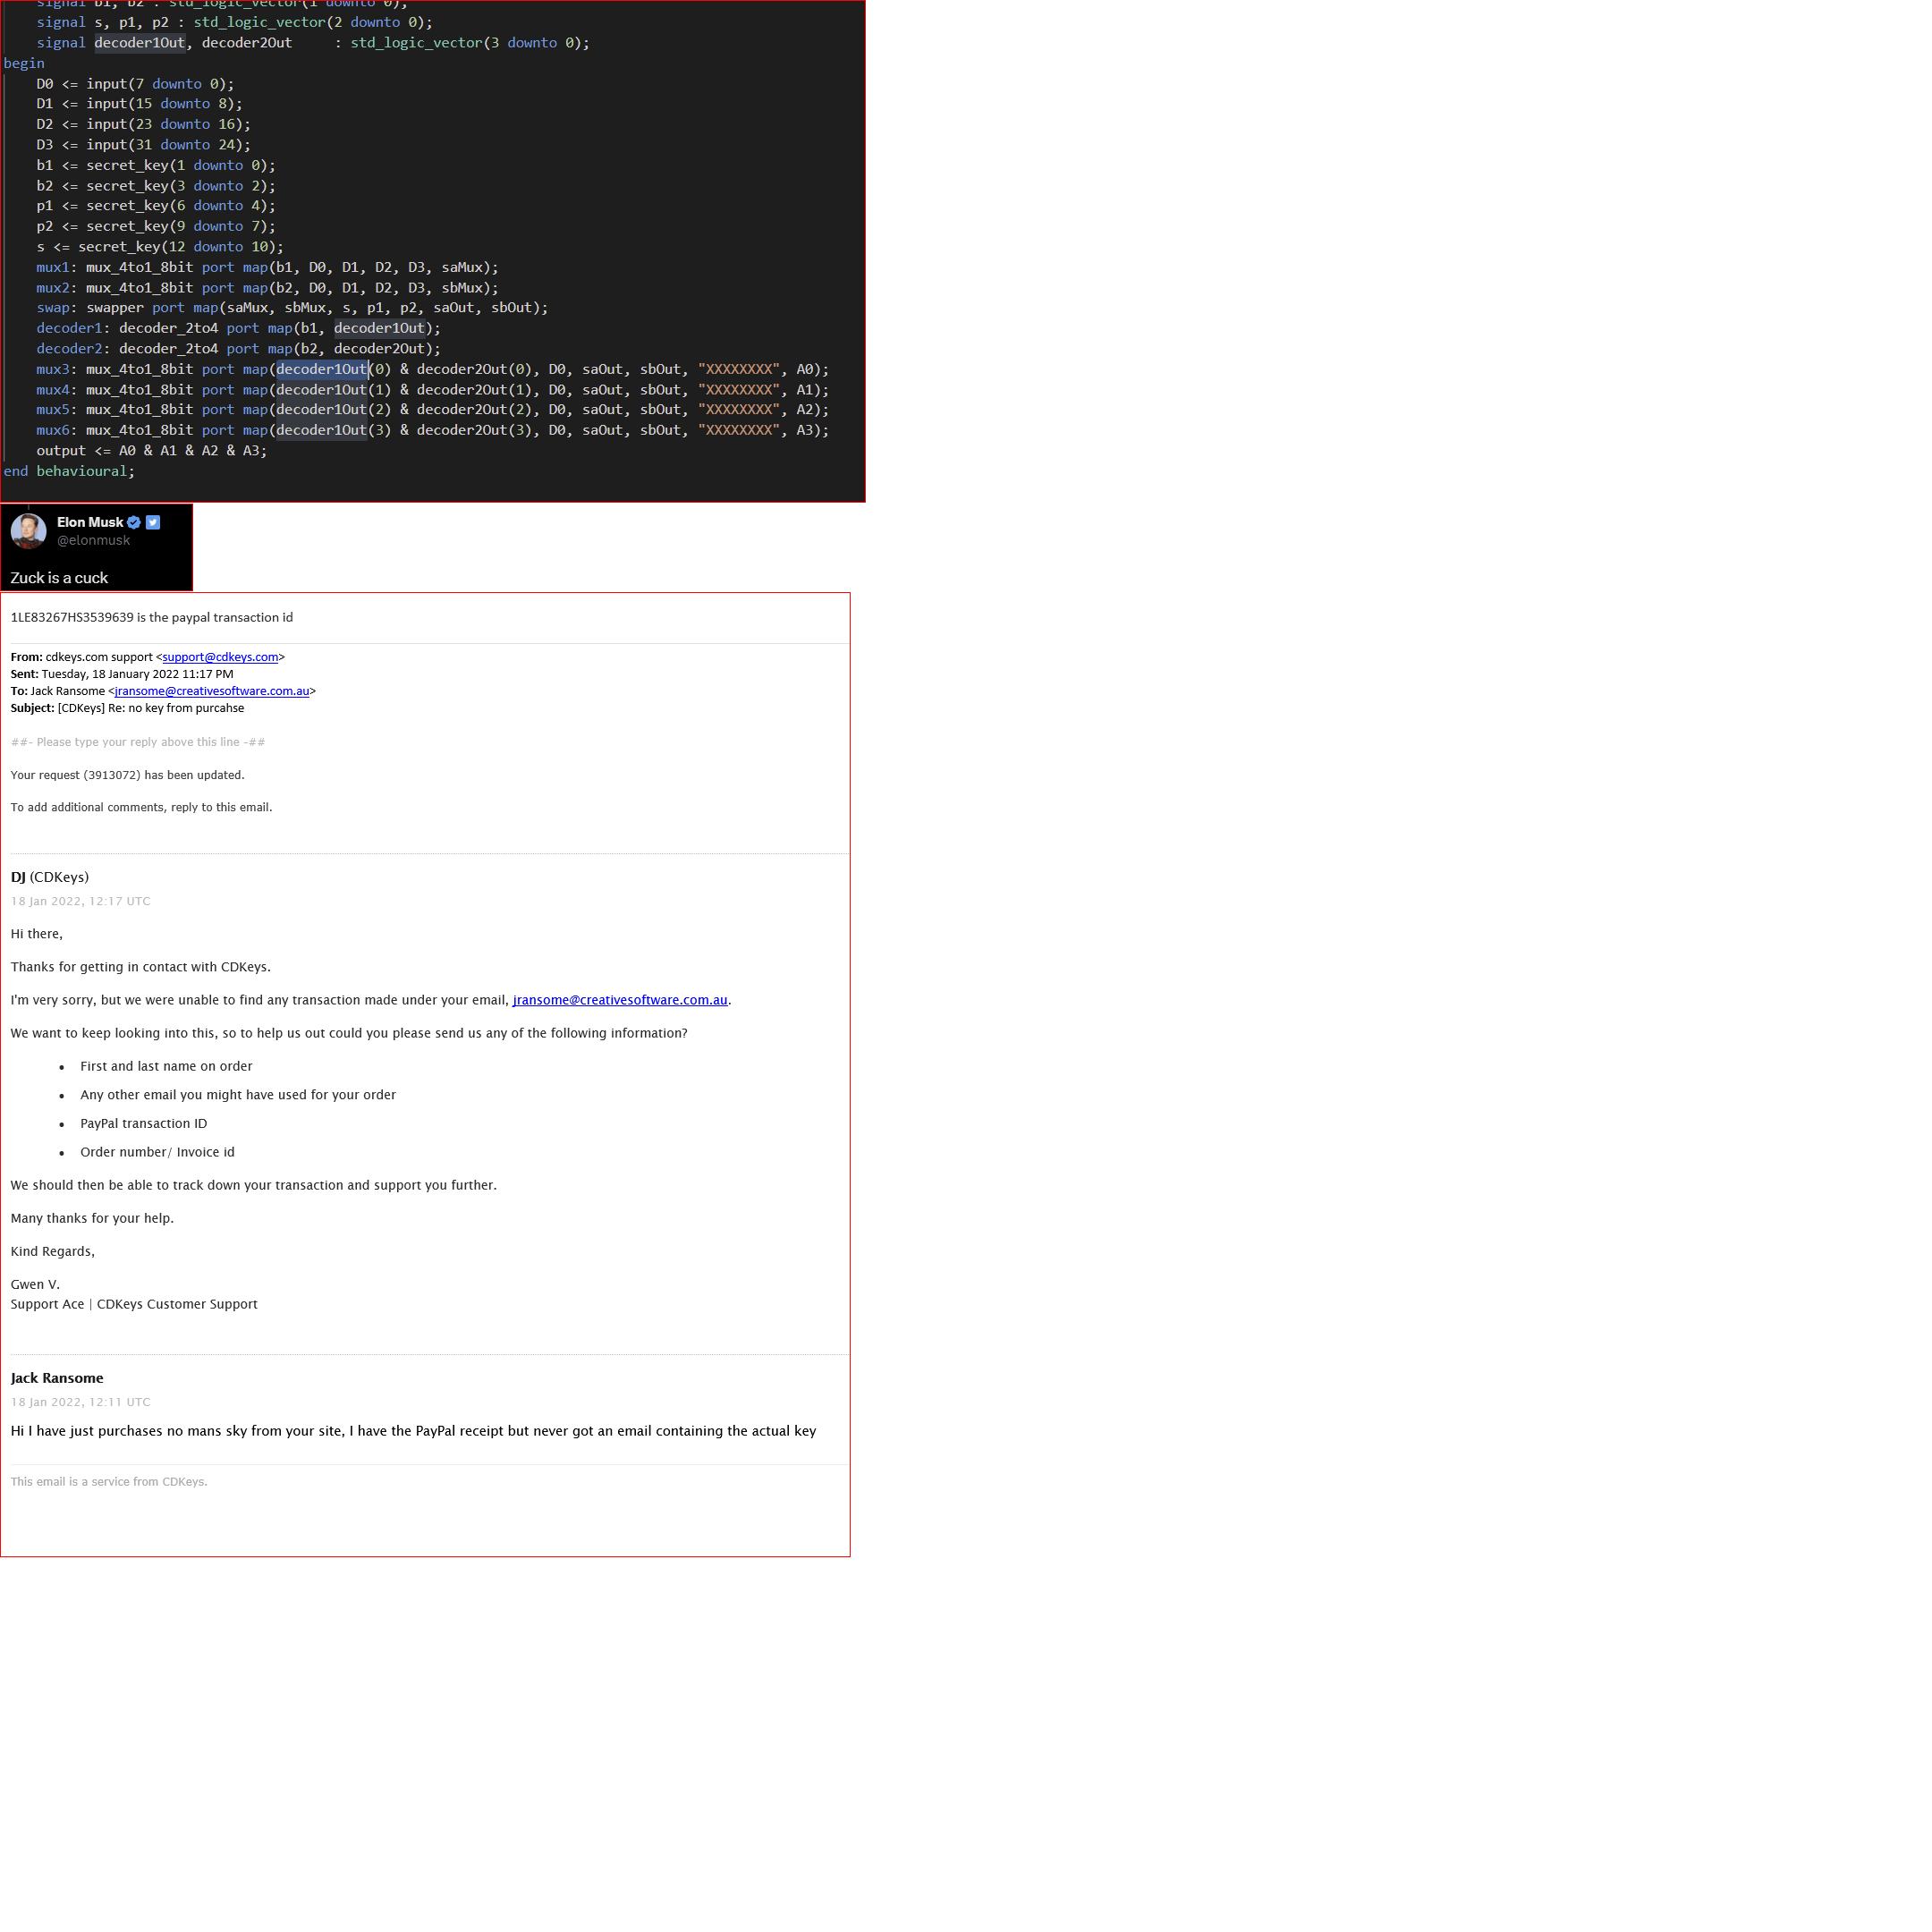 signal b1, b2 : std_logic_vector(1 downto 0);
signal s, p1, p2 : std_logic_vector(2 downto 0);
signal decoder1Out, decoder2Out     : std_logic_vector(3 downto 0);
begin
D0 <= input(7 downto 0);
D1 <= input(15 downto 8);
D2 <= input(23 downto 16);
D3 <= input(31 downto 24);
b1 <= secret_key(1 downto 0);
b2 <= secret_key(3 downto 2);
p1 <= secret_key(6 downto 4);
p2 <= secret_key(9 downto 7);
s <= secret_key(12 downto 10);
mux1: mux_4to1_8bit port map(b1, D0, D1, D2, D3, saMux);
mux2: mux_4to1_8bit port map(b2, D0, D1, D2, D3, sbMux);
swap: swapper port map(saMux, sbMux, s, p1, p2, saOut, sbOut);
decoder1: decoder_2to4 port map(b1, decoder1Out);
decoder2: decoder_2to4 port map(b2, decoder2Out);
mux3: mux_4to1_8bit port map(decoder1Out(0) & decoder2Out(0), D0, saOut, sbOut, "XXXXXXXX", A0);
mux4: mux_4to1_8bit port map(decoder1Out(1) & decoder2Out(1), D0, saOut, sbOut, "XXXXXXXX", A1);
mux5: mux_4to1_8bit port map(decoder1Out(2) & decoder2Out(2), D0, saOut, sbOut, "XXXXXXXX", A2);
mux6: mux_4to1_8bit port map(decoder1Out(3) & decoder2Out(3), D0, saOut, sbOut, "XXXXXXXX", A3);
output <= A0 & A1 & A2 & A3;
end behavioural;
Elon Musk
@elonmusk
Zuck is a cuck
1LE83267HS3539639 is the paypal transaction id
From: cdkeys.com support <support@cdkeys.com>
Sent: Tuesday, 18 January 2022 11:17 PM
To: Jack Ransome <jransome@creativesoftware.com.au>
Subject: [CDKeys] Re: no key from purcahse
##- Please type your reply above this line -##
Your request (3913072) has been updated.
To add additional comments, reply to this email.
DJ (CDKeys)
18 Jan 2022, 12:17 UTC
Hi there,
Thanks for getting in contact with CDKeys.
I'm very sorry, but we were unable to find any transaction made under your email, jransome@creativesoftware.com.au.
We want to keep looking into this, so to help us out could you please send us any of the following information?
• First and last name on order
• Any other email you might have used for your order
• PayPal transaction ID
• Order number/ Invoice id
We should then be able to track down your transaction and support you further.
Many thanks for your help.
Kind Regards,
Gwen V.
Support Ace | CDKeys Customer Support
Jack Ransome
18 Jan 2022, 12:11 UTC
Hi I have just purchases no mans sky from your site, I have the PayPal receipt but never got an email containing the actual key
This email is a service from CDKeys.